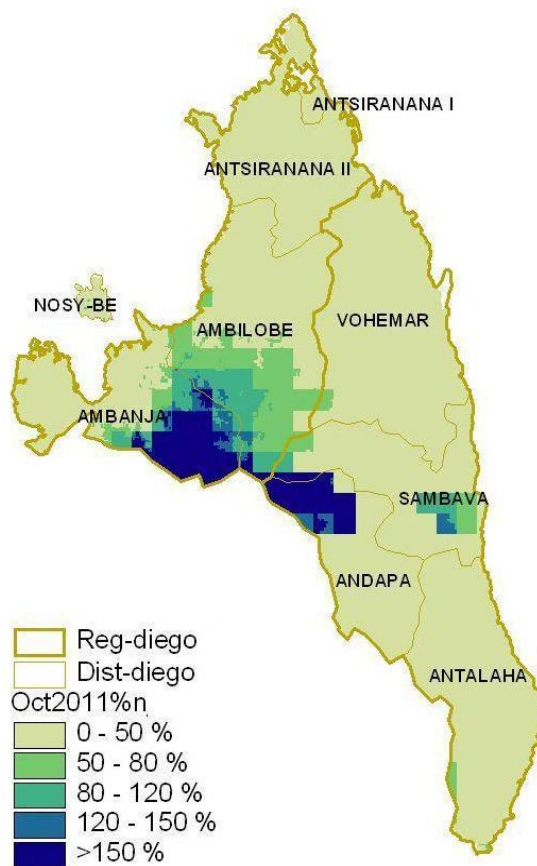 ANTSIRANANA I
ANTSIRANANA II
NOSY-BE
AMBILOBE
VOHEMAR
AMBANJA
SAMBAVA
ANDAPA
ANTALAHA
Reg-diego
Dist-diego
Oct2011%n
0 - 50 %
50 - 80 %
80 - 120 %
120 - 150 %
>150 %